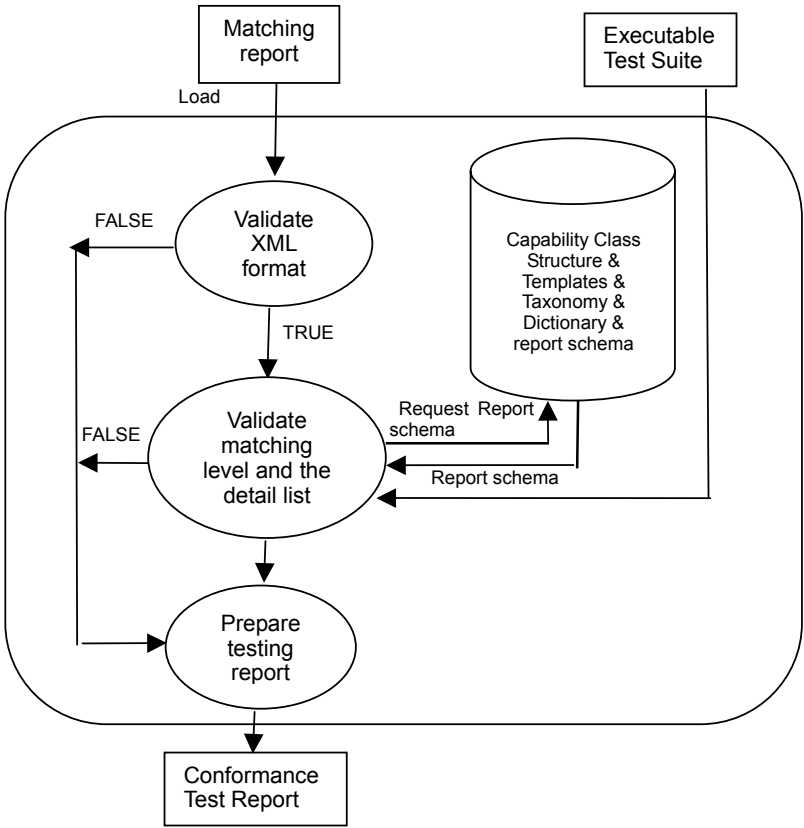 Matching
report
Executable
Test Suite
Load
FALSE
Validate
XML
format
Capability Class
Structure &
Templates &
Taxonomy &
Dictionary &
report schema
TRUE
FALSE
Validate
matching
level and the
detail list
Request Report
schema
Report schema
Prepare
testing
report
Conformance
Test Report